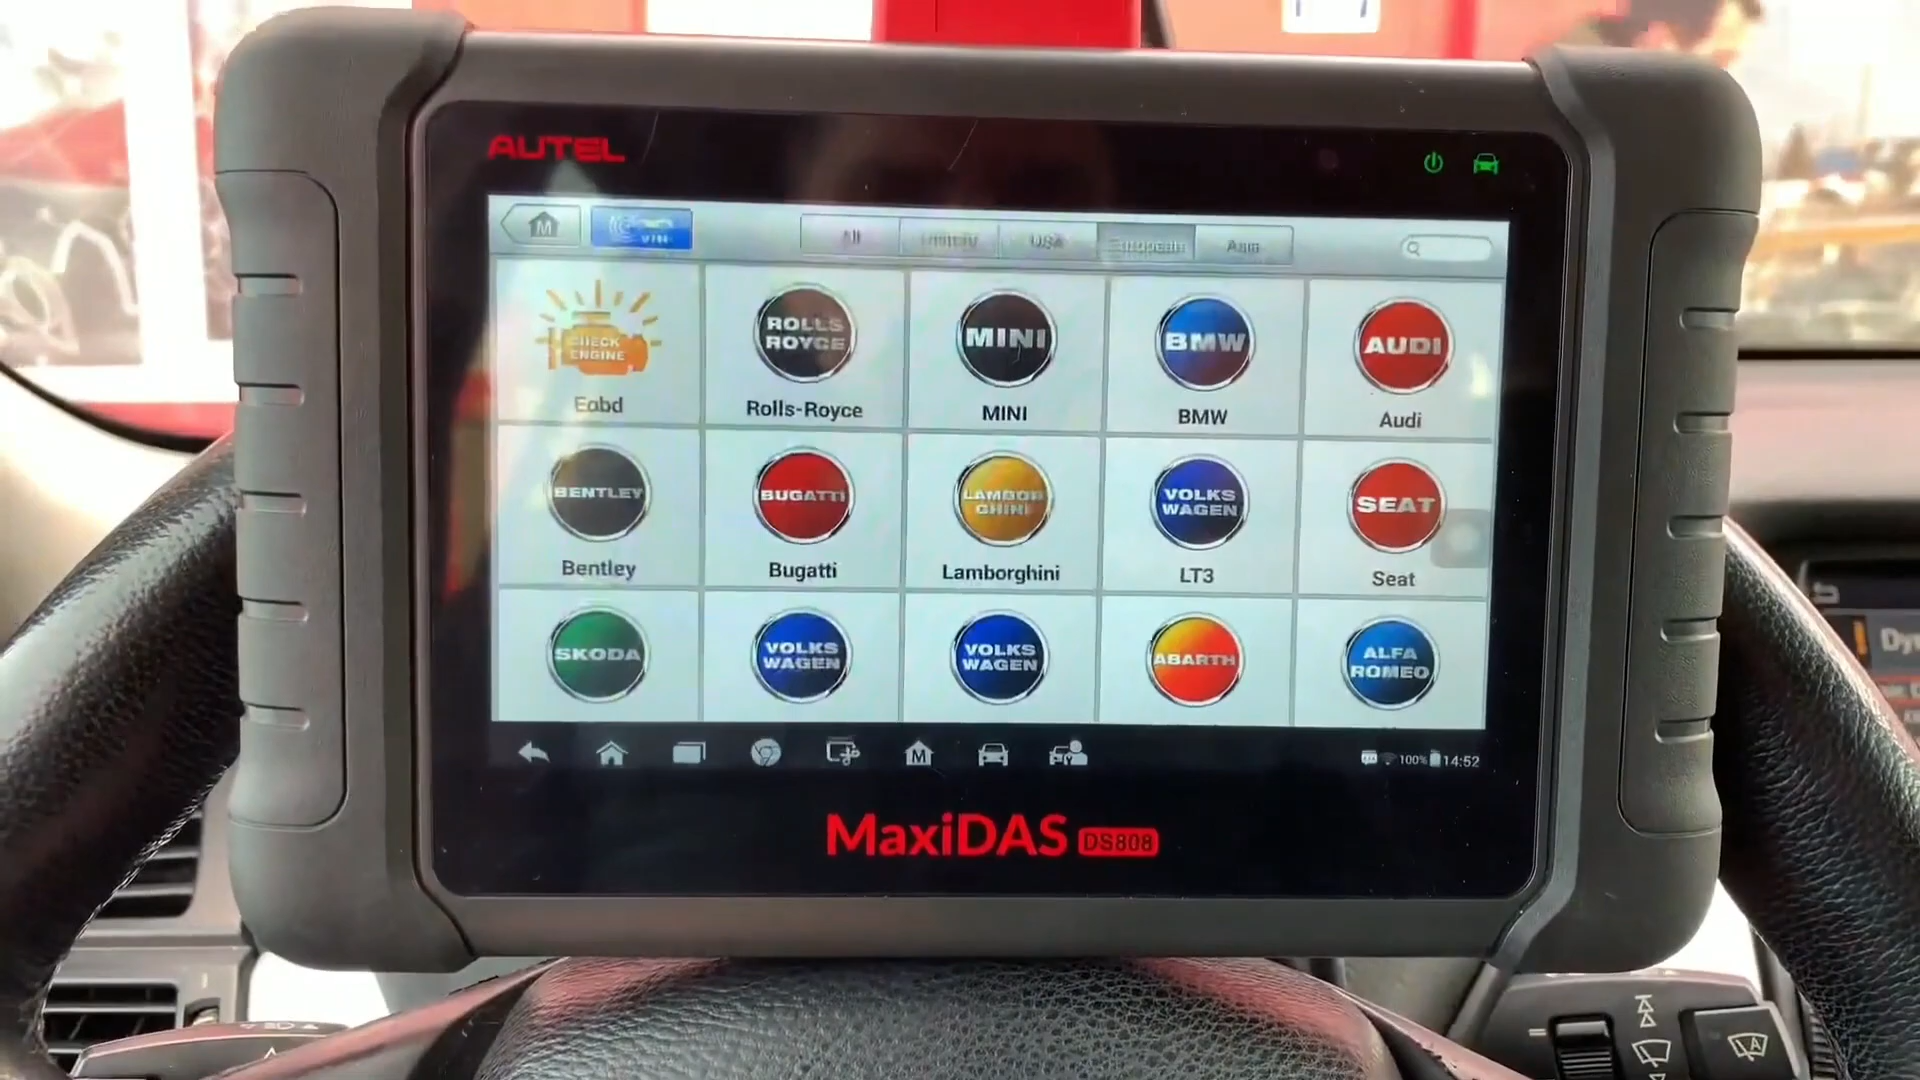 AUTEL
M
VIN
All
USA
European
Asia
CHECK
ENGINE
Eobd
ROLLS
ROYCE
Rolls-Royce
MINI
MINI
BMW
BMW
AUDI
Audi
BENTLEY
Bentley
BUGATTI
Bugatti
LAMBOR
GHINI
Lamborghini
VOLKS
WAGEN
LT3
SEAT
Seat
SKODA
VOLKS
WAGEN
VOLKS
WAGEN
ABARTH
ALFA
ROMEO
M
100%
14:52
MaxiDAS DS808
A